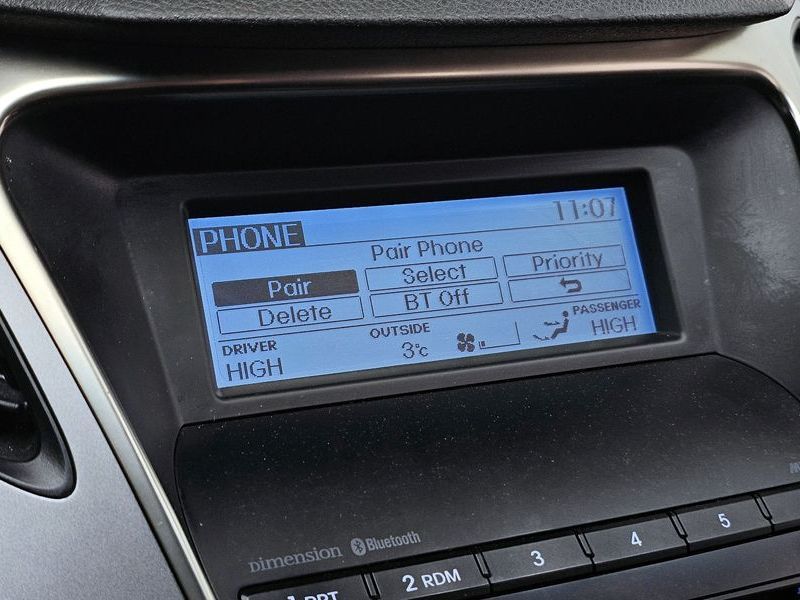 PHONE 11:07
Pair Phone
Pair Select Priority
Delete BT Off
DRIVER OUTSIDE PASSENGER
HIGH 3°c HIGH
Dimension Bluetooth
2 RDM 3 4 5